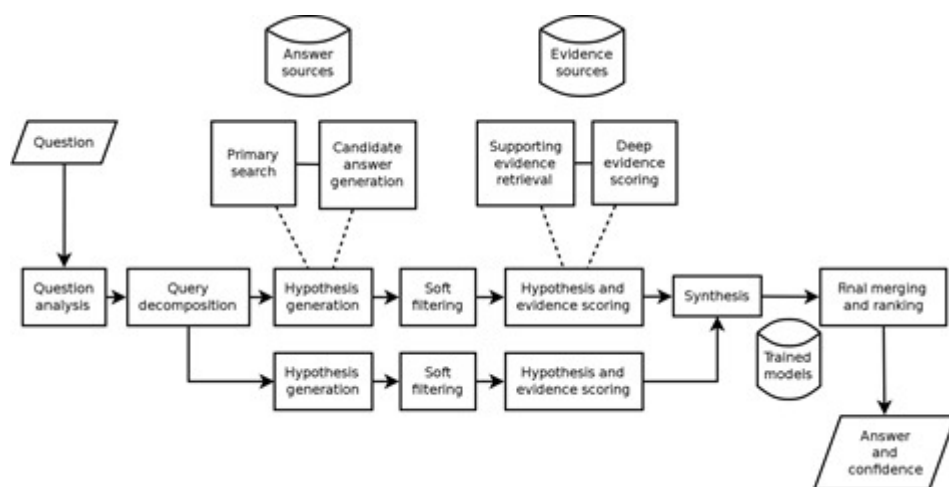 Answer
sources
Evidence
sources
Question
Primary
search
Candidate
answer
generation
Supporting
evidence
retrieval
Deep
evidence
scoring
Question
analysis
Query
decomposition
Hypothesis
generation
Soft
filtering
Hypothesis and
evidence scoring
Synthesis
Rnal merging
and ranking
Hypothesis
generation
Soft
filtering
Hypothesis and
evidence scoring
Trained
models
Answer
and
confidence